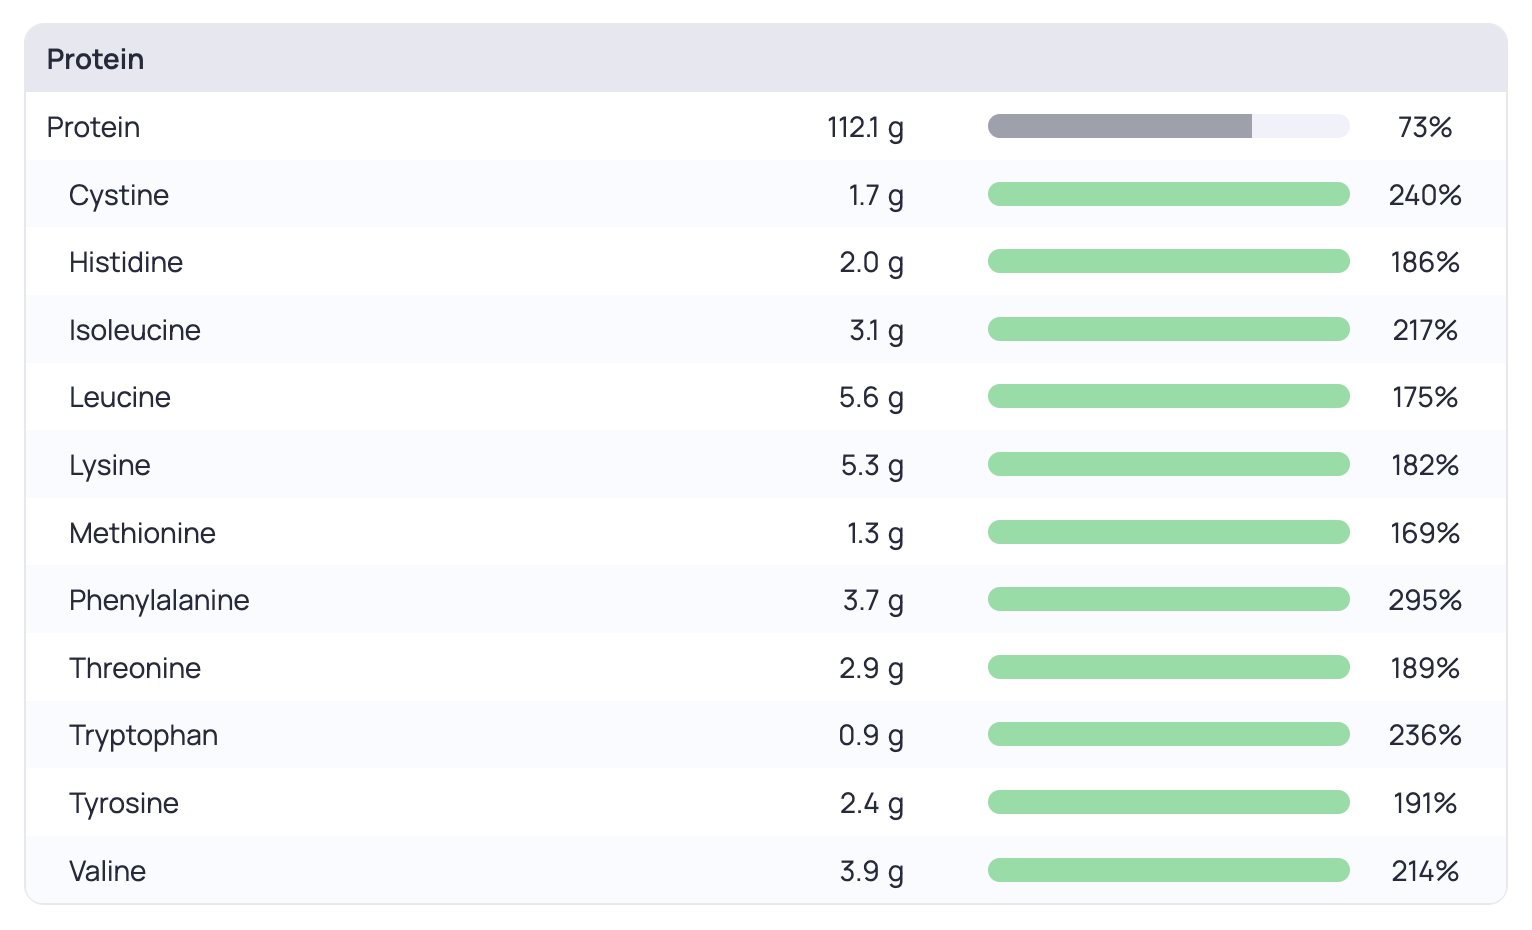 Protein
Protein 112.1 g 73%
Cystine 1.7 g 240%
Histidine 2.0 g 186%
Isoleucine 3.1 g 217%
Leucine 5.6 g 175%
Lysine 5.3 g 182%
Methionine 1.3 g 169%
Phenylalanine 3.7 g 295%
Threonine 2.9 g 189%
Tryptophan 0.9 g 236%
Tyrosine 2.4 g 191%
Valine 3.9 g 214%